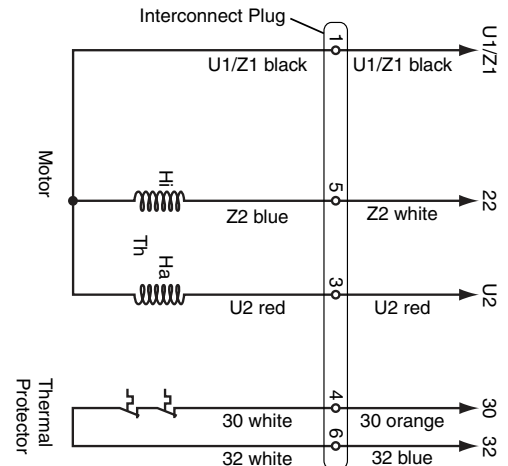 Interconnect Plug
1
U1/Z1 black
U1/Z1 black
U1/Z1
Motor
Hi
5
Z2 blue
Z2 white
22
Th
Ha
3
U2 red
U2 red
U2
Thermal
Protector
4
30 white
30 orange
30
6
32 white
32 blue
32